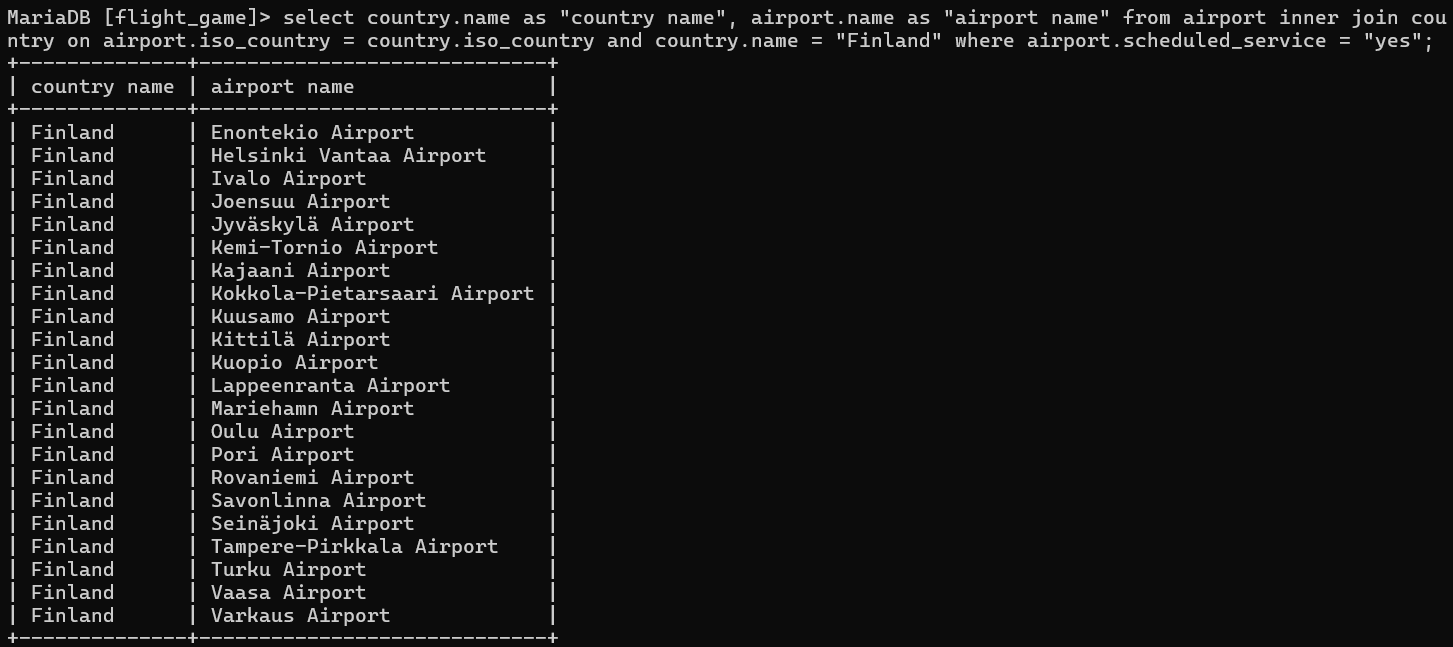 MariaDB [flight_game]> select country.name as "country name", airport.name as "airport name" from airport inner join cou
ntry on airport.iso_country = country.iso_country and country.name = "Finland" where airport.scheduled_service = "yes";
+--------------+----------------------------+
| country name | airport name               |
+--------------+----------------------------+
| Finland      | Enontekio Airport          |
| Finland      | Helsinki Vantaa Airport    |
| Finland      | Ivalo Airport              |
| Finland      | Joensuu Airport            |
| Finland      | Jyväskylä Airport          |
| Finland      | Kemi-Tornio Airport        |
| Finland      | Kajaani Airport            |
| Finland      | Kokkola-Pietarsaari Airport |
| Finland      | Kuusamo Airport            |
| Finland      | Kittilä Airport            |
| Finland      | Kuopio Airport             |
| Finland      | Lappeenranta Airport       |
| Finland      | Mariehamn Airport          |
| Finland      | Oulu Airport               |
| Finland      | Pori Airport               |
| Finland      | Rovaniemi Airport          |
| Finland      | Savonlinna Airport         |
| Finland      | Seinäjoki Airport          |
| Finland      | Tampere-Pirkkala Airport   |
| Finland      | Turku Airport              |
| Finland      | Vaasa Airport              |
| Finland      | Varkaus Airport            |
+--------------+----------------------------+